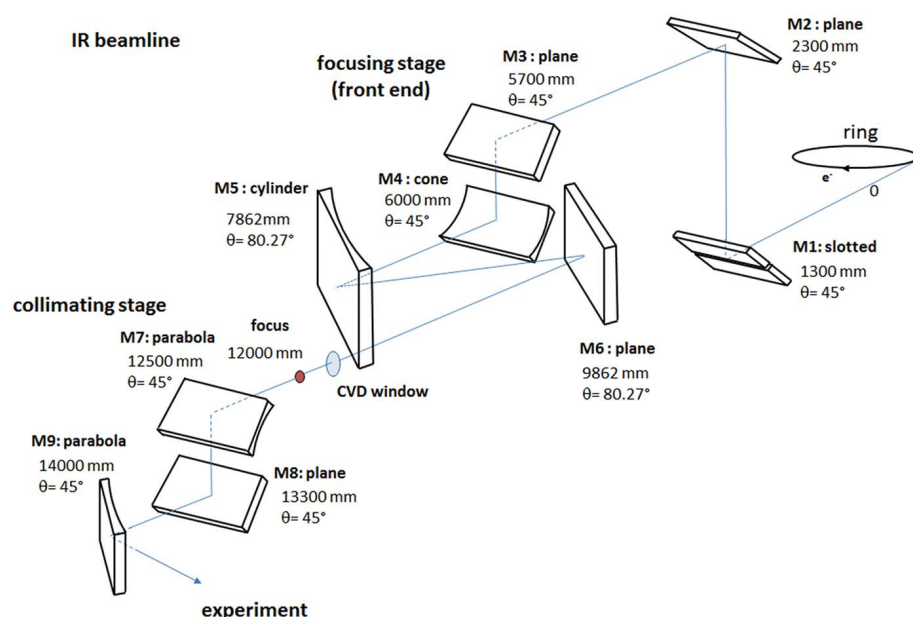 IR beamline
M2 : plane
2300 mm
θ= 45°
focusing stage
(front end)
M3 : plane
5700 mm
θ= 45°
ring
e-
0
M5 : cylinder
7862mm
θ= 80.27°
M4 : cone
6000 mm
θ= 45°
M1: slotted
1300 mm
θ= 45°
collimating stage
M7: parabola
12500 mm
θ= 45°
focus
12000 mm
CVD window
M6 : plane
9862 mm
θ= 80.27°
M9: parabola
14000 mm
θ= 45°
M8: plane
13300 mm
θ= 45°
experiment